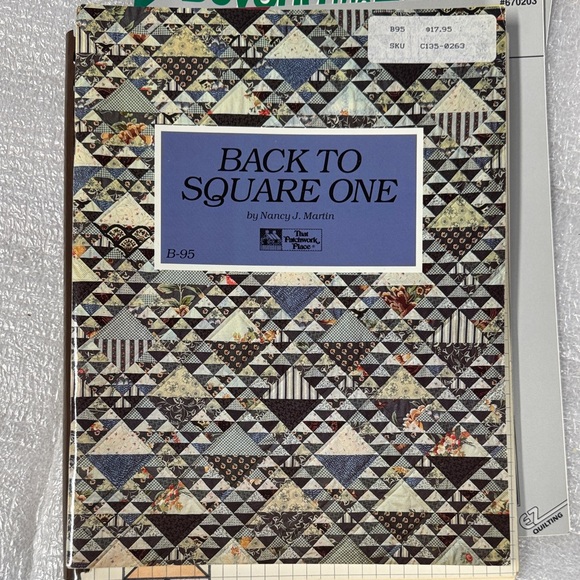 #670203
B95 $17.95
SKU C135-0263
BACK TO
SQUARE ONE
by Nancy J. Martin
That
Patchwork
Place®
B-95
EZ
QUILTING